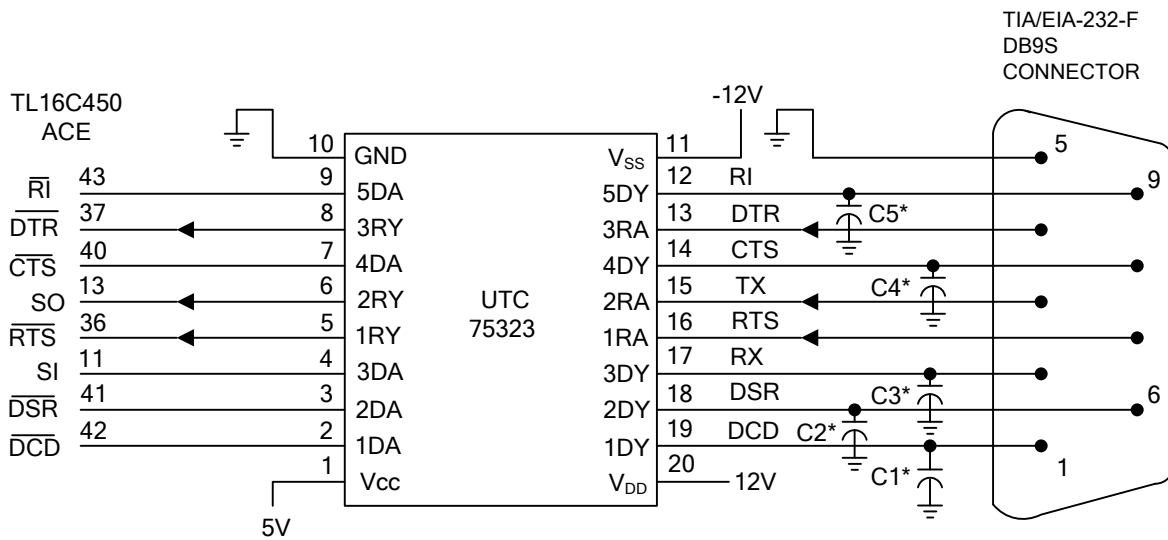 TIA/EIA-232-F
DB9S
CONNECTOR
TL16C450
ACE
-12V
10 GND VSS 11 5
RI 43 9 5DA 5DY 12 RI 9
DTR 37 8 3RY 3RA 13 DTR C5*
CTS 40 7 4DA 4DY 14 CTS
SO 13 6 2RY UTC 2RA 15 TX C4*
RTS 36 5 1RY 75323 1RA 16 RTS
SI 11 4 3DA 3DY 17 RX
DSR 41 3 2DA 2DY 18 DSR C3* 6
DCD 42 2 1DA 1DY 19 DCD C2*
1 Vcc VDD 20 12V C1* 1
5V